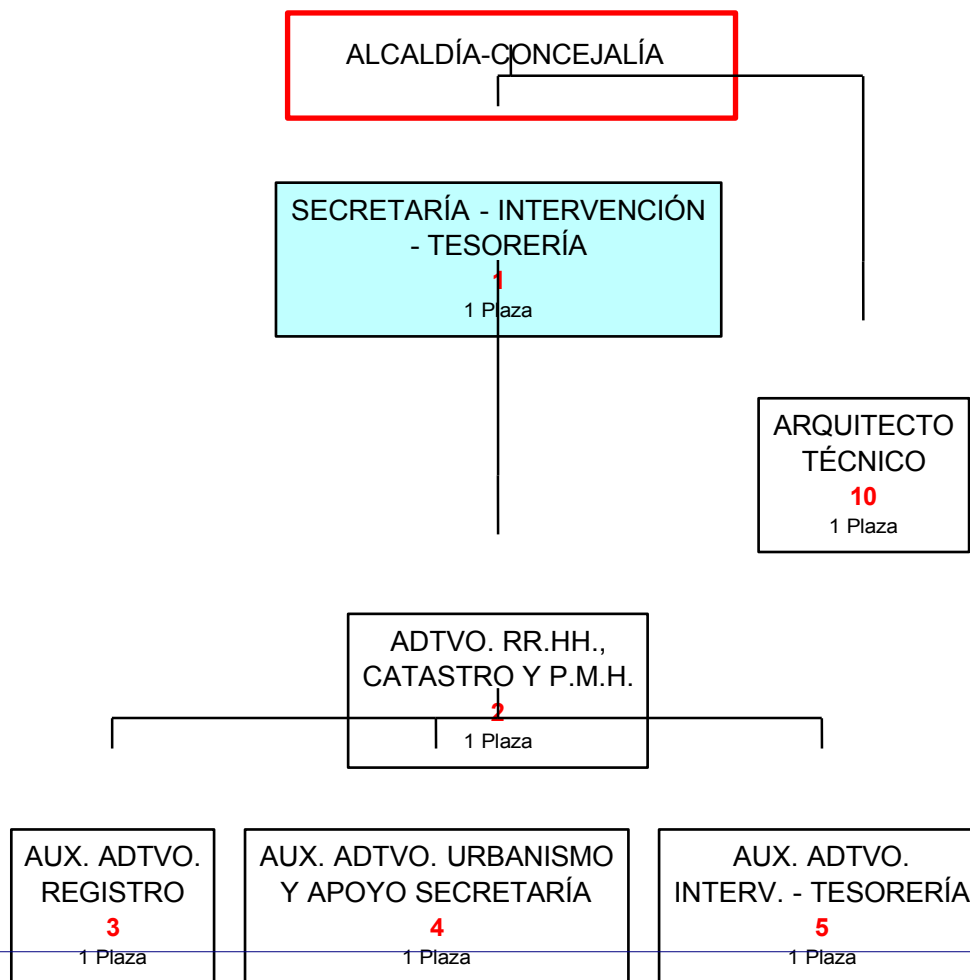 ALCALDÍA-CONCEJALÍA
SECRETARÍA - INTERVENCIÓN
- TESORERÍA
1
1 Plaza
ARQUITECTO
TÉCNICO
10
1 Plaza
ADTVO. RR.HH.,
CATASTRO Y P.M.H.
2
1 Plaza
AUX. ADTVO.
REGISTRO
3
1 Plaza
AUX. ADTVO. URBANISMO
Y APOYO SECRETARÍA
4
1 Plaza
AUX. ADTVO.
INTERV. - TESORERÍA
5
1 Plaza